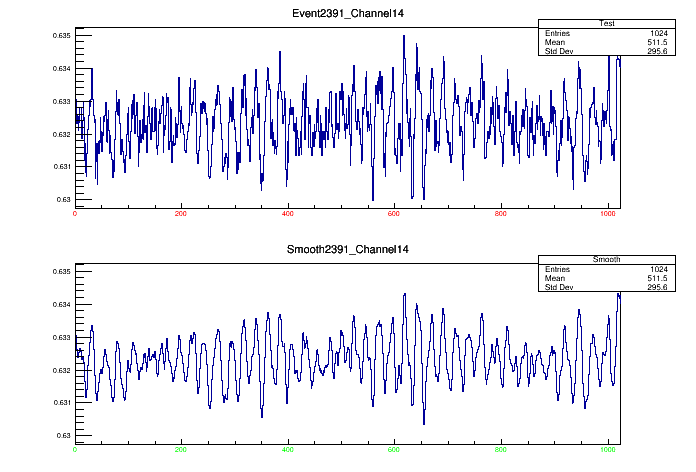 Event2391_Channel14
Test
Entries 1024
Mean 511.5
Std Dev 295.6
0.635
0.634
0.633
0.632
0.631
0.63
0 200 400 600 800 1000
Smooth2391_Channel14
Smooth
Entries 1024
Mean 511.5
Std Dev 295.6
0.635
0.634
0.633
0.632
0.631
0.63
0 200 400 600 800 1000